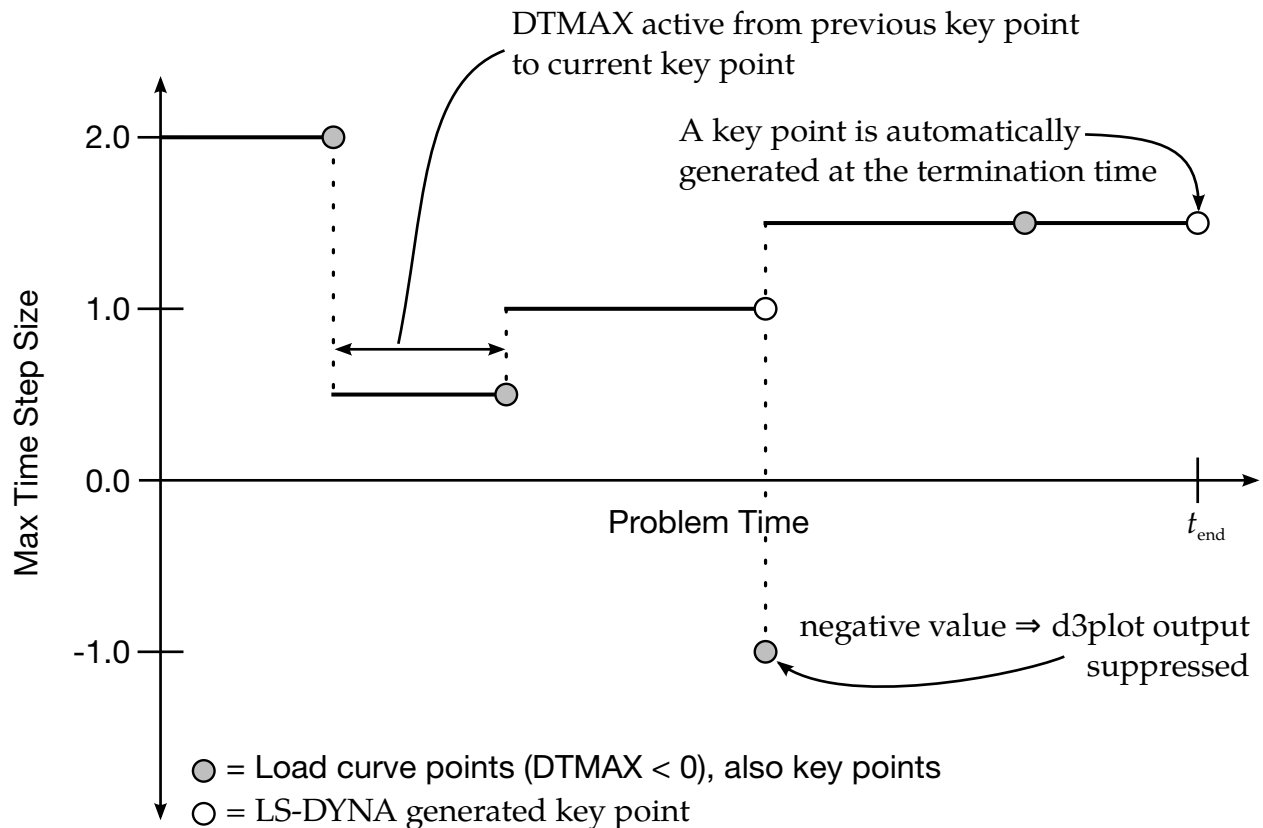 DTMAX active from previous key point
to current key point
A key point is automatically
generated at the termination time
2.0
1.0
0.0
-1.0
Max Time Step Size
Problem Time
t_end
negative value ⇒ d3plot output
suppressed
= Load curve points (DTMAX < 0), also key points
= LS-DYNA generated key point